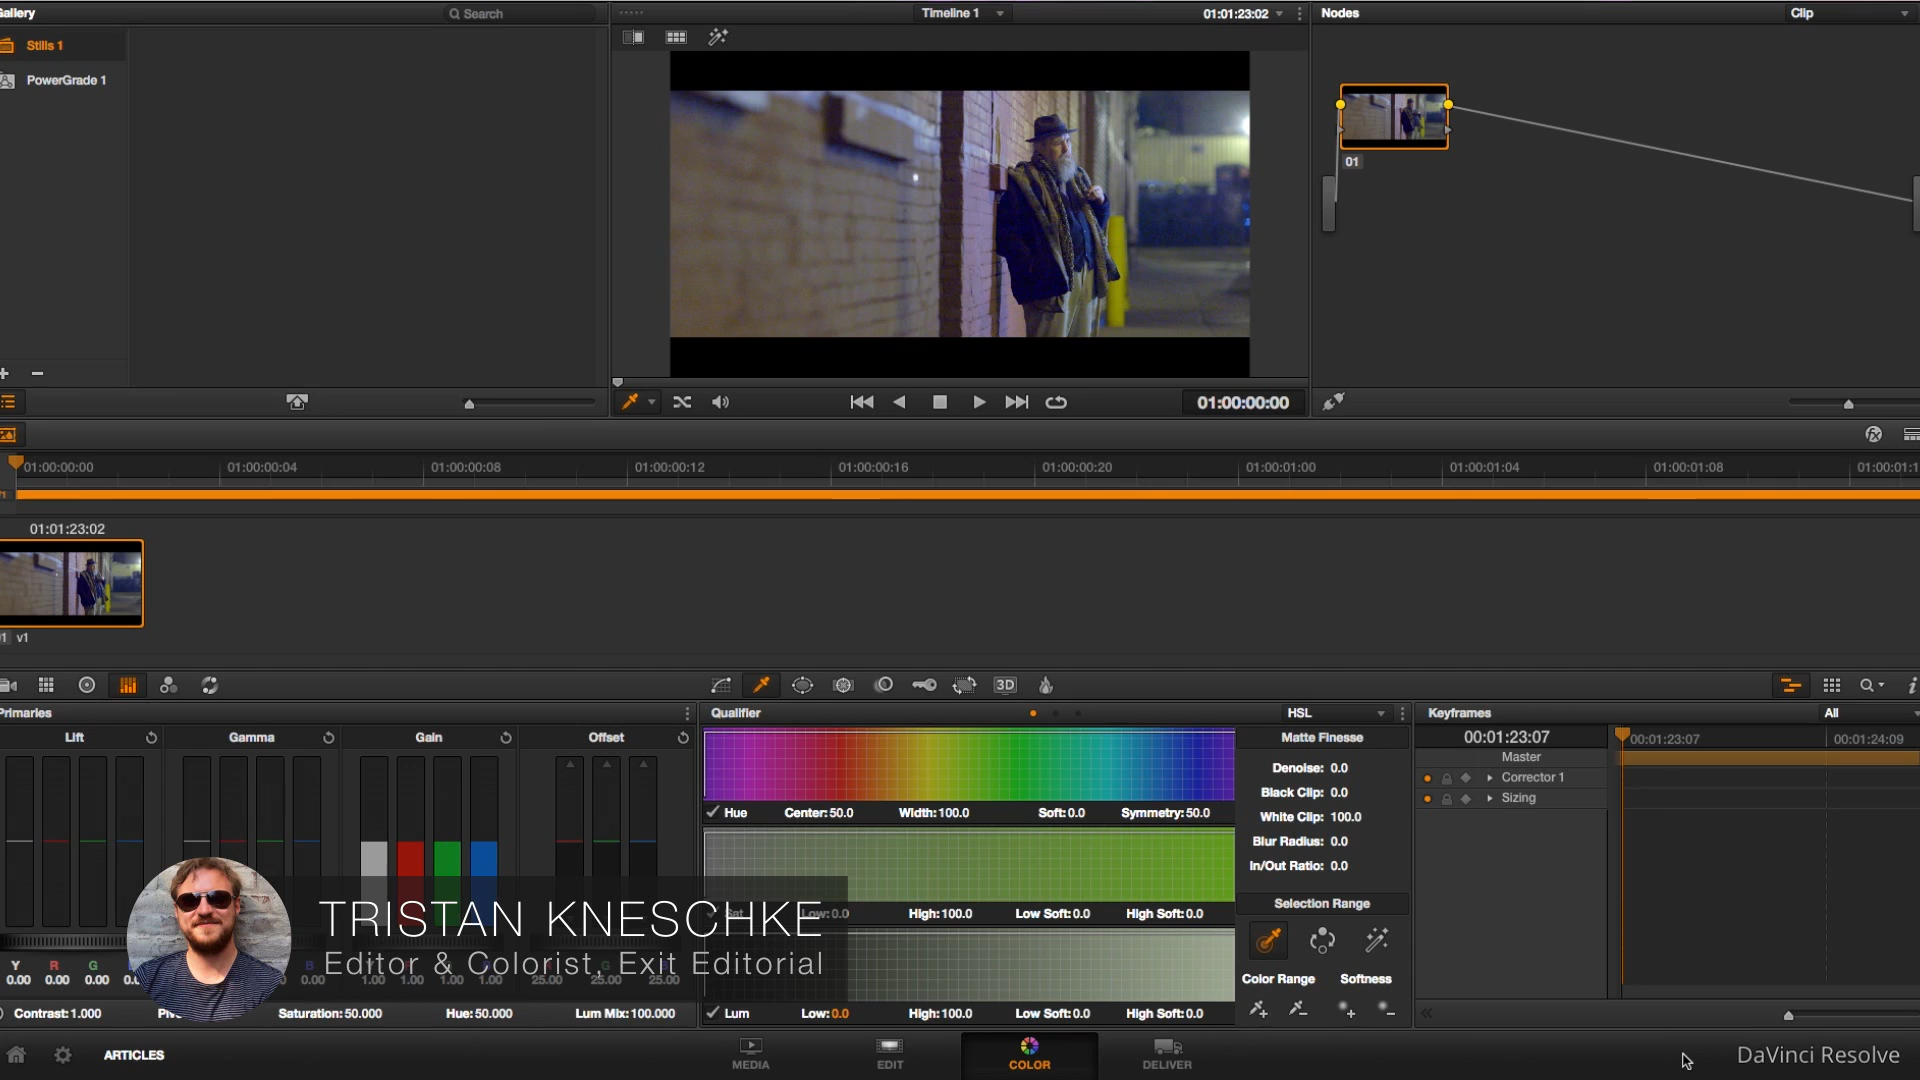 Gallery
Search
Timeline 1
01:01:23:02
Nodes
Clip
Stills 1
PowerGrade 1
01
01:00:00:00
01:00:00:00
01:00:00:04
01:00:00:08
01:00:00:12
01:00:00:16
01:00:00:20
01:00:01:00
01:00:01:04
01:00:01:08
01:00:01:1
01:01:23:02
v1
3D
Primaries
Qualifier
HSL
Keyframes
All
Lift
Gamma
Gain
Offset
Matte Finesse
00:01:23:07
00:01:23:07
00:01:24:09
Master
Denoise: 0.0
Corrector 1
Black Clip: 0.0
Sizing
Hue
Center: 50.0
Width: 100.0
Soft: 0.0
Symmetry: 50.0
White Clip: 100.0
Blur Radius: 0.0
In/Out Ratio: 0.0
TRISTAN KNESCHKE
Editor & Colorist, Exit Editorial
Sat
Low: 0.0
High: 100.0
Low Soft: 0.0
High Soft: 0.0
Selection Range
Y
R
G
0.00
0.00
0.00
0.00
1.00
1.00
1.00
1.00
25.00
25.00
25.00
Color Range
Softness
Contrast: 1.000
Saturation: 50.000
Hue: 50.000
Lum Mix: 100.000
Lum
Low: 0.0
High: 100.0
Low Soft: 0.0
High Soft: 0.0
ARTICLES
MEDIA
EDIT
COLOR
DELIVER
DaVinci Resolve